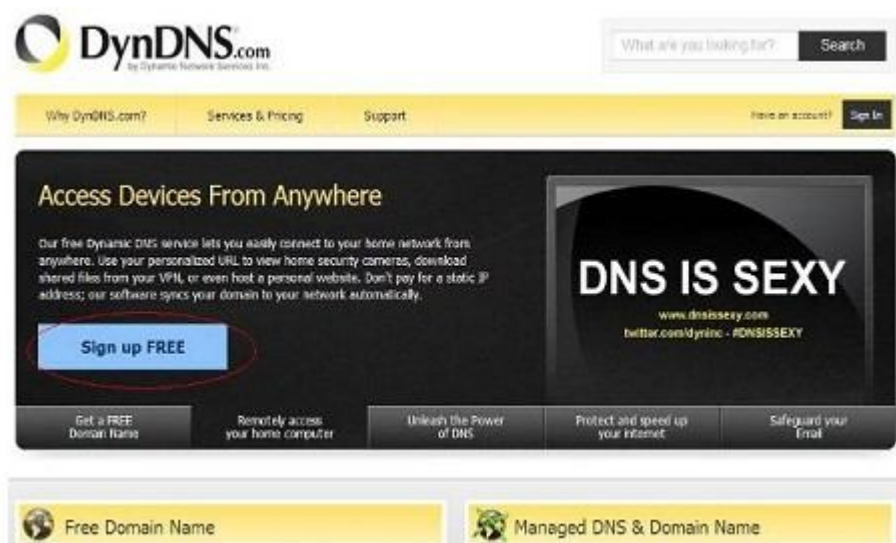 DynDNS.com
by Dynamic Network Services Inc.
What are you looking for?
Search
Why DynDNS.com?
Services & Pricing
Support
Have an account?
Sign In
Access Devices From Anywhere
Our free Dynamic DNS service lets you easily connect to your home network from
anywhere. Use your personalized URL to view home security cameras, download
shared files from your VPN, or even host a personal website. Don't pay for a static IP
address; our software syncs your domain to your network automatically.
Sign up FREE
DNS IS SEXY
www.dnsissexy.com
twitter.com/dyninc - #DNSISSEXY
Get a FREE
Domain Name
Remotely access
your home computer
Unleash the Power
of DNS
Protect and speed up
your internet
Safeguard your
Email
Free Domain Name
Managed DNS & Domain Name